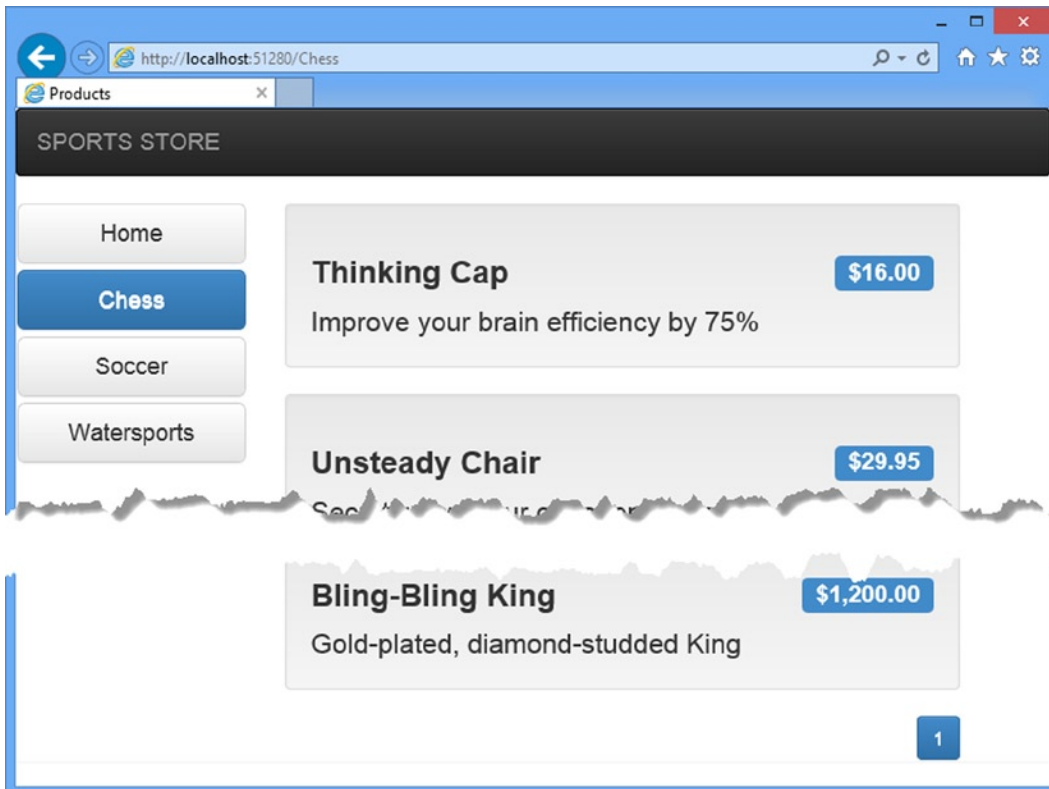 http://localhost:51280/Chess
Products
SPORTS STORE
Home
Chess
Soccer
Watersports
Thinking Cap
$16.00
Improve your brain efficiency by 75%
Unsteady Chair
$29.95
Bling-Bling King
$1,200.00
Gold-plated, diamond-studded King
1